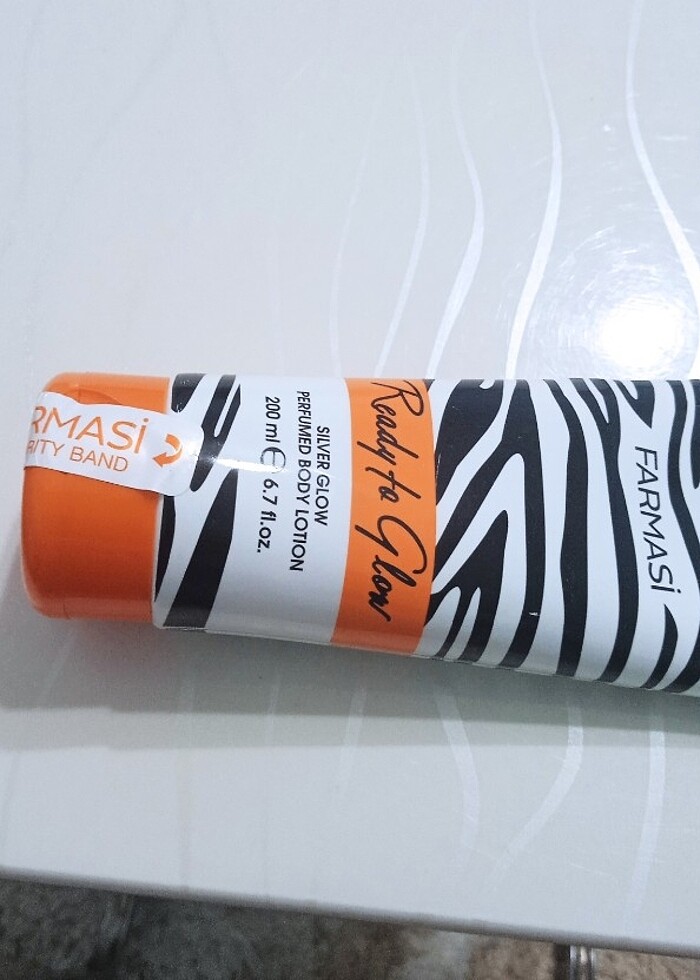 FARMASİ
Ready to Glow
SILVER GLOW
PERFUMED BODY LOTION
200 ml ℮ 6.7 fl.oz.
RMASİ
RITY BAND